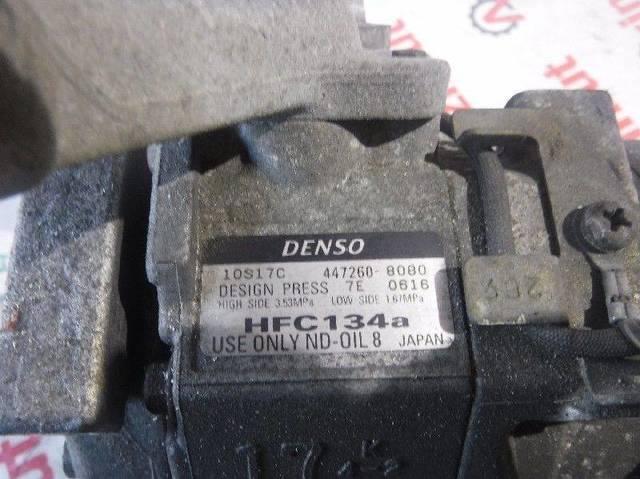 DENSO
10S17C 447260-8080
DESIGN PRESS 7E 0616
HIGH SIDE 3.53MPa LOW SIDE 1.67MPa
HFC134a
USE ONLY ND-OIL 8 JAPAN